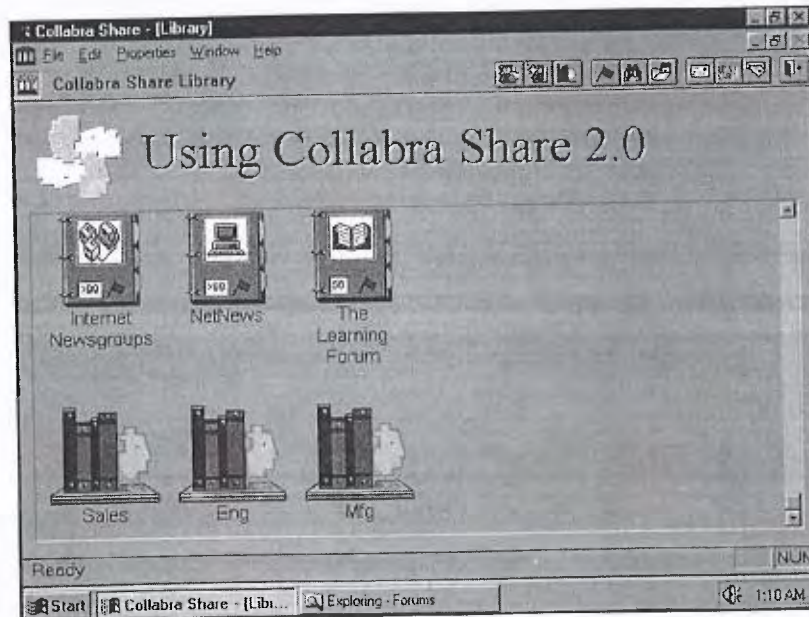 Collabra Share - [Library]
File Edit Properties Window Help
Collabra Share Library
Using Collabra Share 2.0
>99
>99
50
Internet
Newsgroups
NetNews
The
Learning
Forum
Sales
Eng
Mfg
Ready
NUM
Start
Collabra Share - [Libr...
Exploring - Forums
1:10 AM